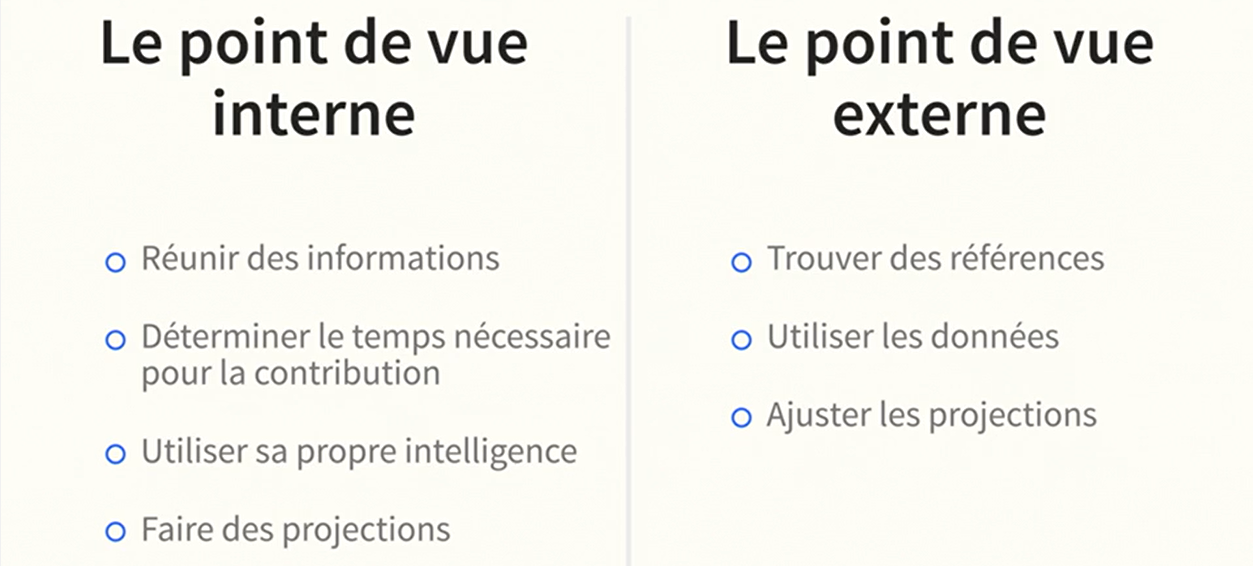 Le point de vue
interne
Réunir des informations
Déterminer le temps nécessaire
pour la contribution
Utiliser sa propre intelligence
Faire des projections
Le point de vue
externe
Trouver des références
Utiliser les données
Ajuster les projections